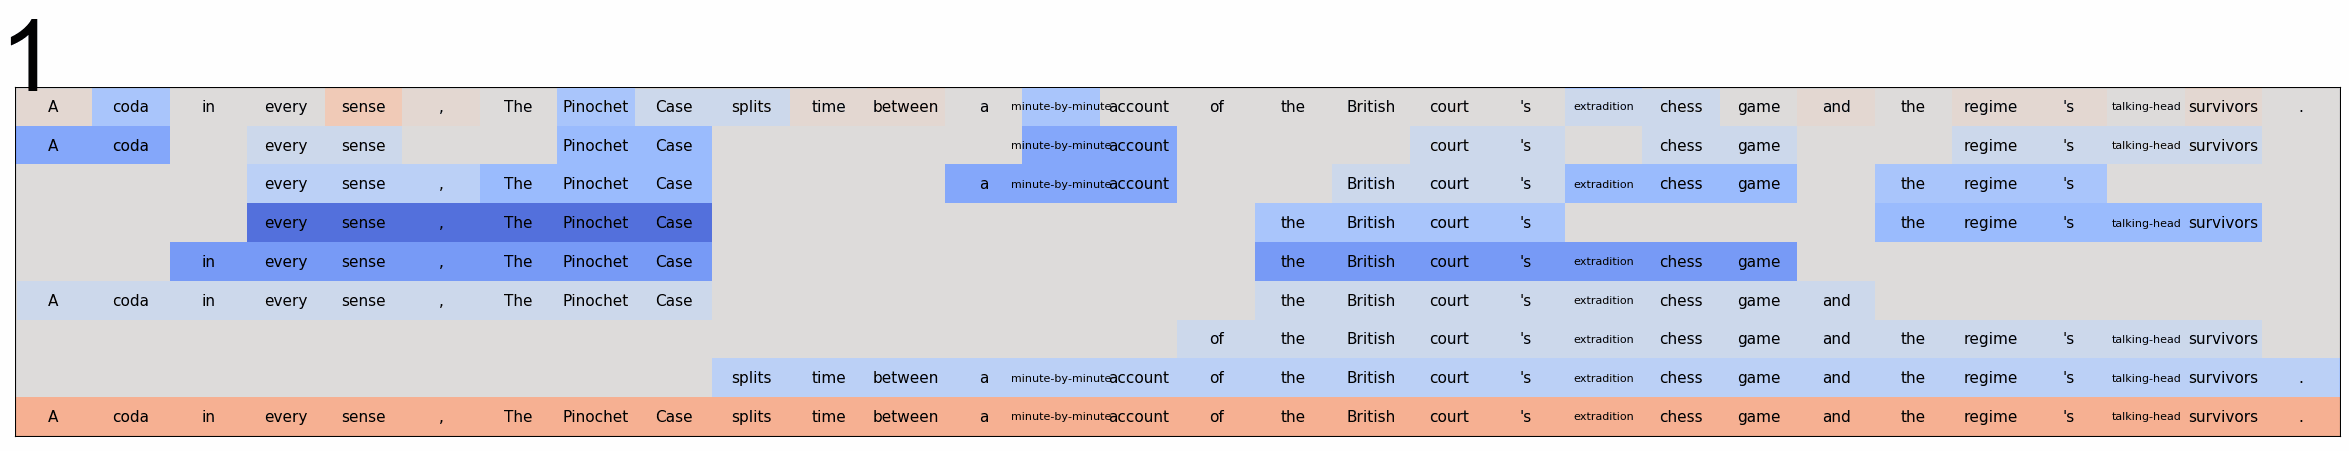 1
A coda in every sense , The Pinochet Case splits time between a minute-by-minute account of the British court 's extradition chess game and the regime 's talking-head survivors .
A coda every sense Pinochet Case minute-by-minute account court 's chess game regime 's talking-head survivors
every sense , The Pinochet Case a minute-by-minute account British court 's extradition chess game the regime 's
every sense , The Pinochet Case the British court 's the regime 's talking-head survivors
in every sense , The Pinochet Case the British court 's extradition chess game
A coda in every sense , The Pinochet Case the British court 's extradition chess game and
of the British court 's extradition chess game and the regime 's talking-head survivors
splits time between a minute-by-minute account of the British court 's extradition chess game and the regime 's talking-head survivors .
A coda in every sense , The Pinochet Case splits time between a minute-by-minute account of the British court 's extradition chess game and the regime 's talking-head survivors .